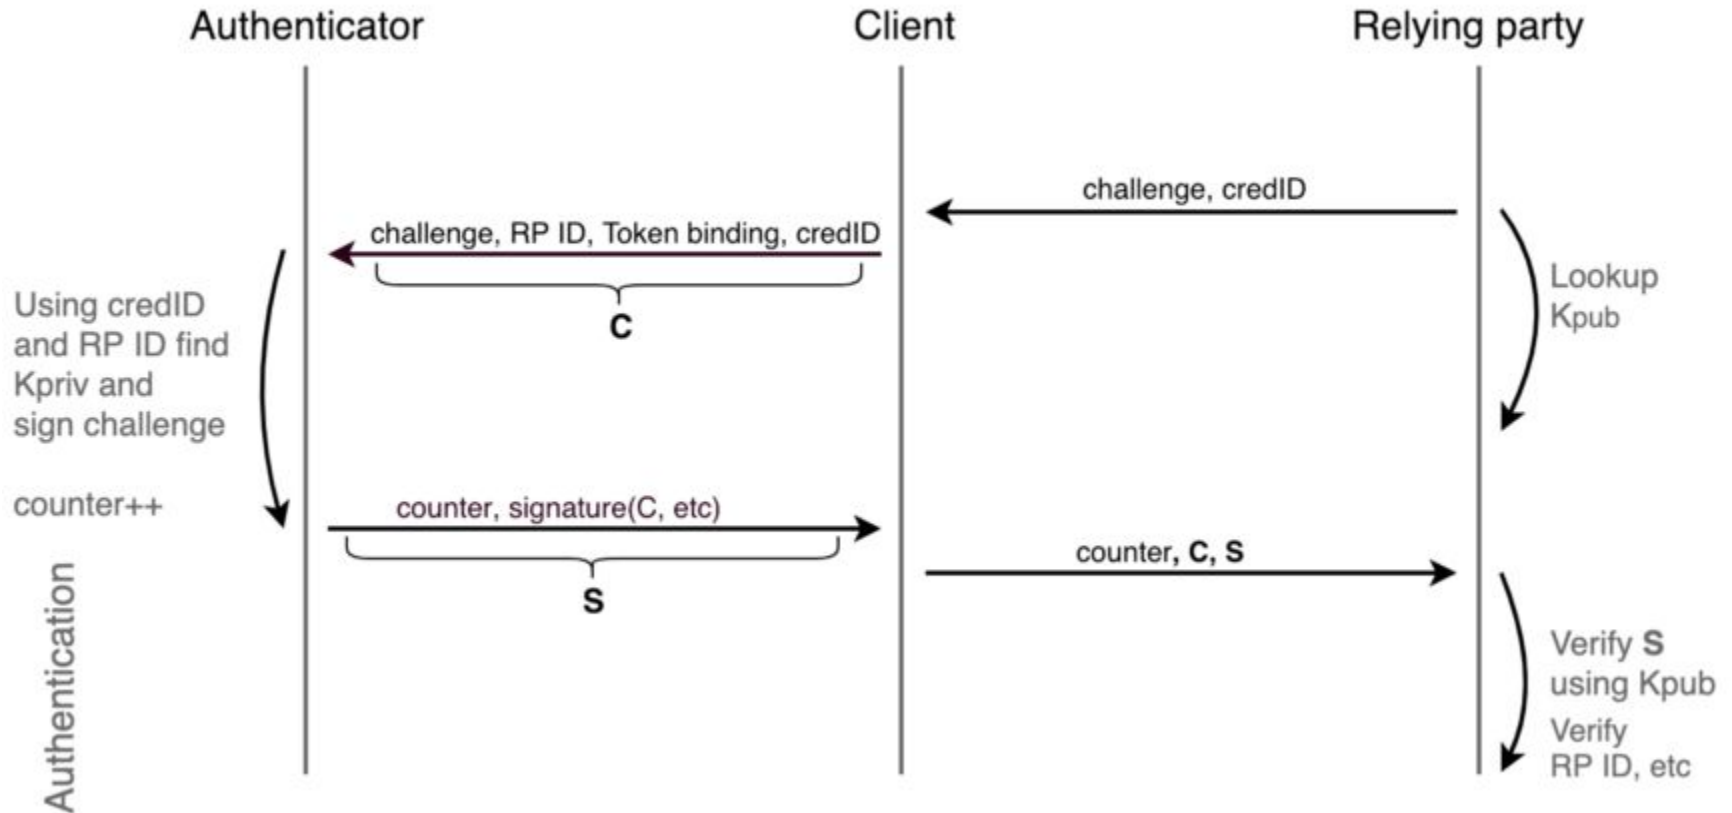 Authenticator
Client
Relying party
challenge, credID
challenge, RP ID, Token binding, credID
C
Lookup
Kpub
Using credID
and RP ID find
Kpriv and
sign challenge
counter++
counter, signature(C, etc)
S
counter, C, S
Verify S
using Kpub
Verify
RP ID, etc
Authentication